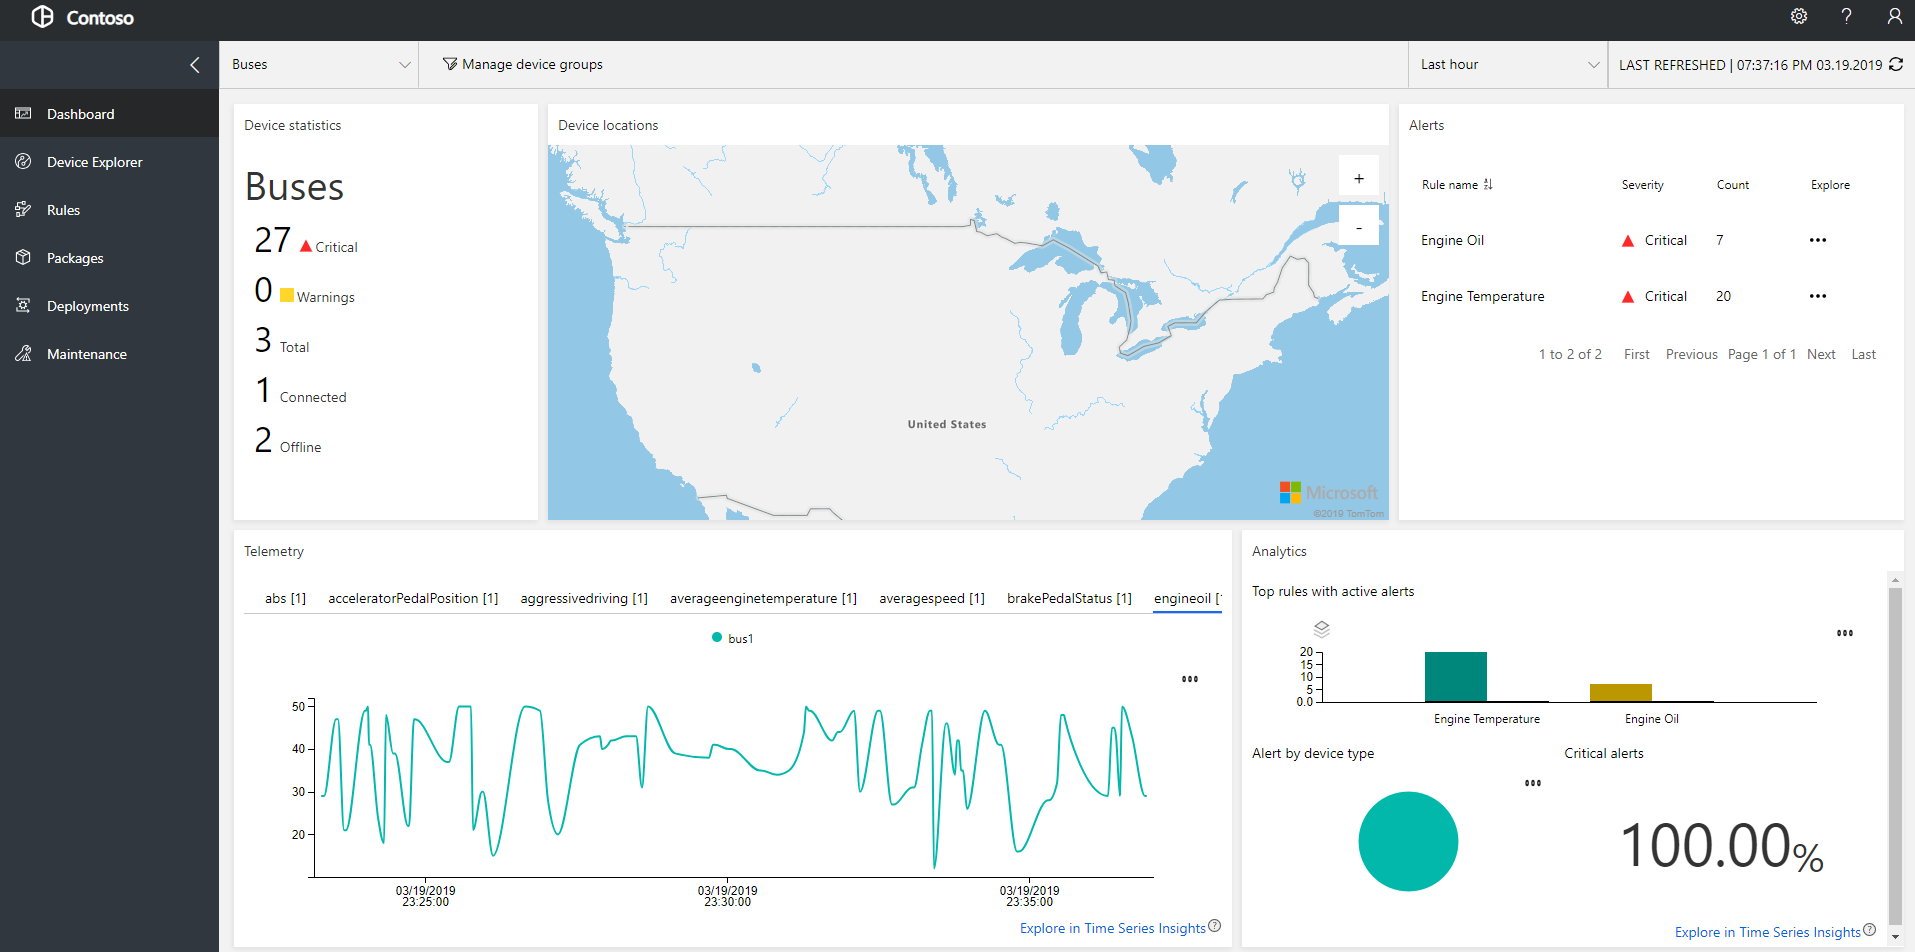 Contoso
?
Buses
Manage device groups
Last hour
LAST REFRESHED | 07:37:16 PM 03.19.2019
Dashboard
Device Explorer
Rules
Packages
Deployments
Maintenance
Device statistics
Buses
27 Critical
0 Warnings
3 Total
1 Connected
2 Offline
Device locations
+
-
United States
Microsoft
©2019 TomTom
Alerts
Rule name Severity Count Explore
Engine Oil Critical 7 •••
Engine Temperature Critical 20 •••
1 to 2 of 2 First Previous Page 1 of 1 Next Last
Telemetry
abs [1] acceleratorPedalPosition [1] aggressivedriving [1] averageenginetemperature [1] averagespeed [1] brakePedalStatus [1] engineoil [1
bus1
50
40
30
20
03/19/2019 03/19/2019 03/19/2019
23:25:00 23:30:00 23:35:00
Explore in Time Series Insights
Analytics
Top rules with active alerts
20
15
10
5
0.0
Engine Temperature Engine Oil
Alert by device type
Critical alerts
100.00%
Explore in Time Series Insights